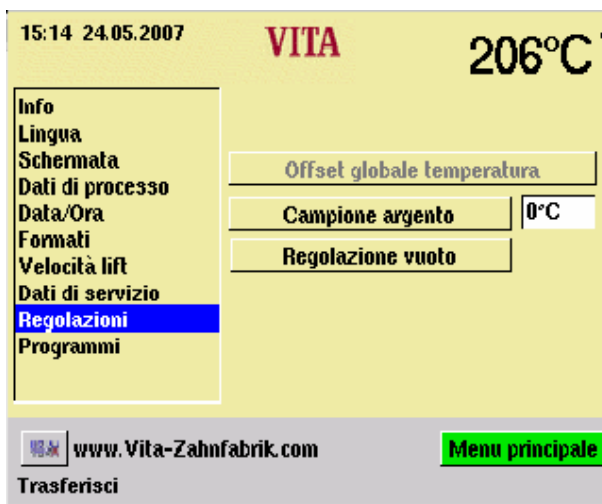 15:14 24.05.2007
VITA
206°C
Info
Lingua
Schermata
Dati di processo
Data/Ora
Formati
Velocità lift
Dati di servizio
Regolazioni
Programmi
Offset globale temperatura
Campione argento
0°C
Regolazione vuoto
www.Vita-Zahnfabrik.com
Menu principale
Trasferisci